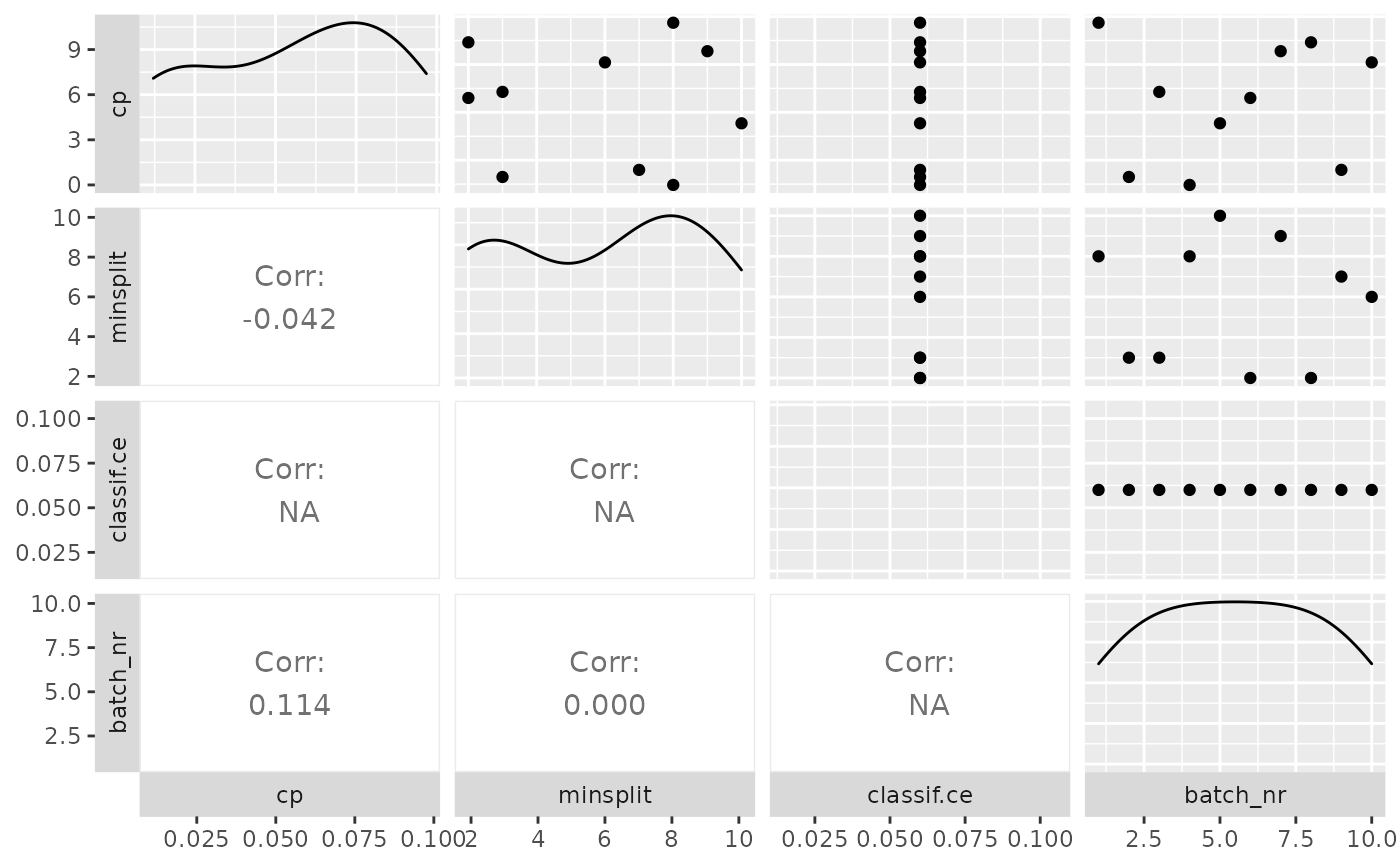 cp
9
6
3
0
minsplit
10
8
6
4
2
Corr:
-0.042
classif.ce
0.100
0.075
0.050
0.025
Corr:
NA
Corr:
NA
batch_nr
10.0
7.5
5.0
2.5
Corr:
0.114
Corr:
0.000
Corr:
NA
cp minsplit classif.ce batch_nr
0.025 0.050 0.075 0.100 2 4 6 8 10 0.025 0.050 0.075 0.100 2.5 5.0 7.5 10.0